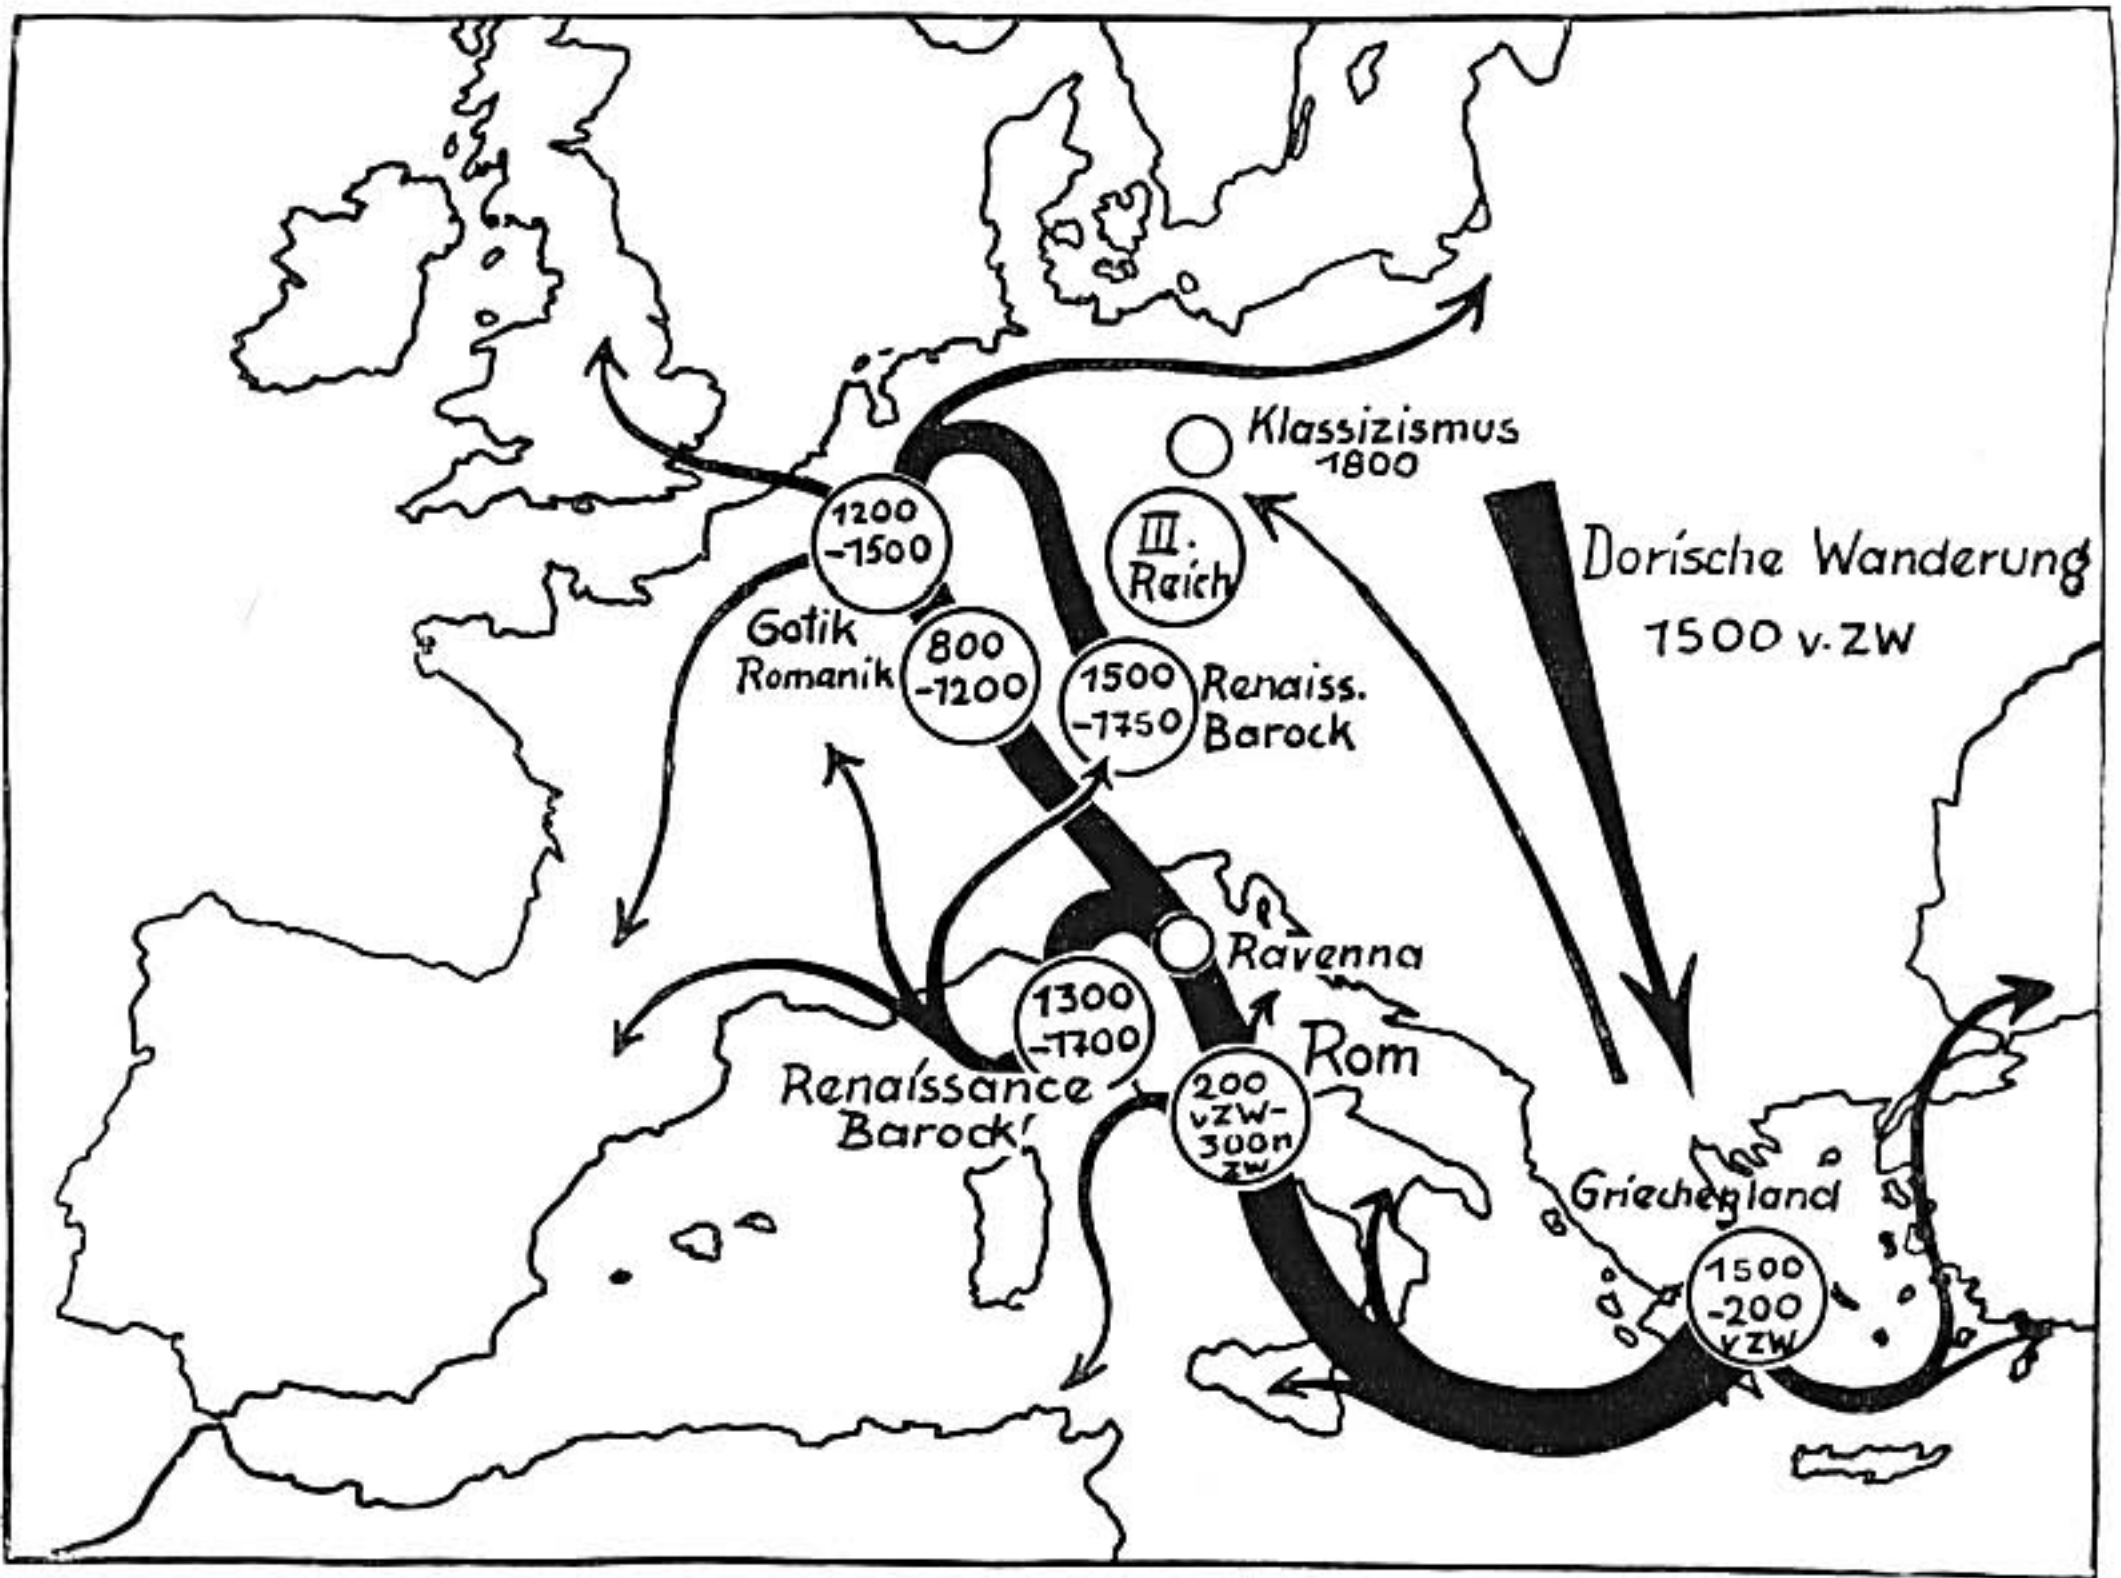 Klassizismus
1800
1200
-1500
III.
Reich
Dorische Wanderung
1500 v. ZW
Gotik
Romanik
800
-1200
1500
-1750
Renaiss.
Barock
Ravenna
1300
-1700
Rom
Renaissance
Barock
200
vZW-
300n
ZW
Griechenland
1500
-200
vZW